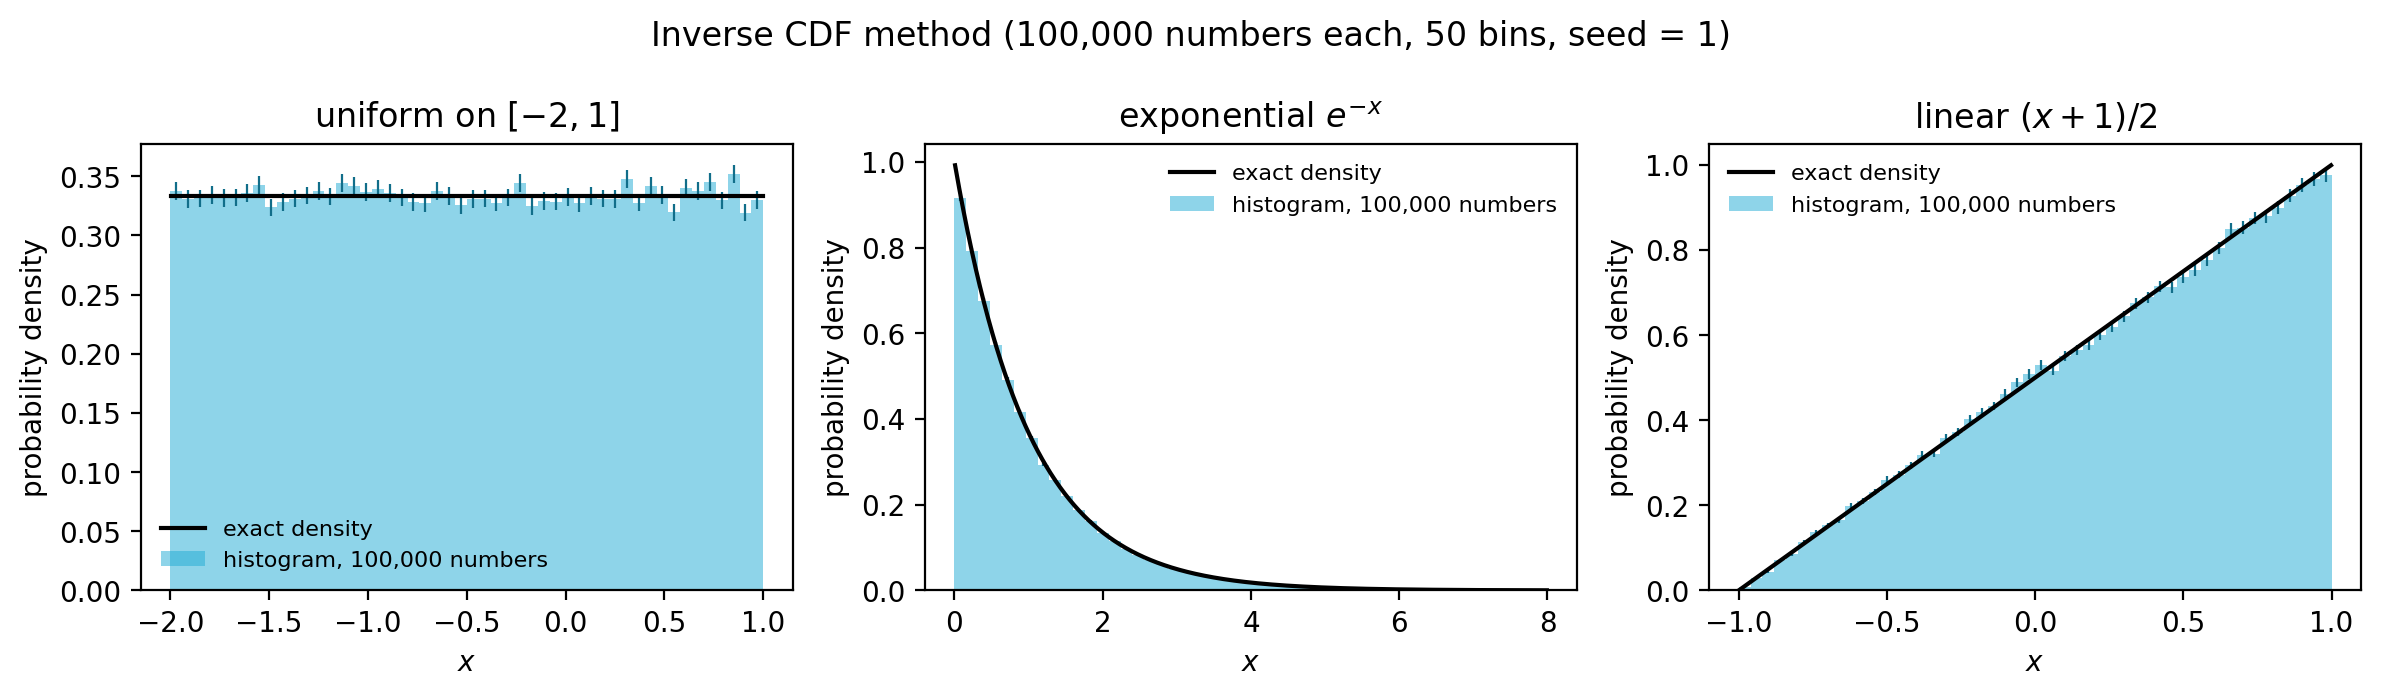 Inverse CDF method (100,000 numbers each, 50 bins, seed = 1)
uniform on [−2, 1]
probability density
0.35
0.30
0.25
0.20
0.15
0.10
0.05
0.00
exact density
histogram, 100,000 numbers
−2.0 −1.5 −1.0 −0.5 0.0 0.5 1.0
x
exponential e^{−x}
probability density
1.0
0.8
0.6
0.4
0.2
0.0
exact density
histogram, 100,000 numbers
0 2 4 6 8
x
linear (x + 1)/2
probability density
1.0
0.8
0.6
0.4
0.2
0.0
exact density
histogram, 100,000 numbers
−1.0 −0.5 0.0 0.5 1.0
x